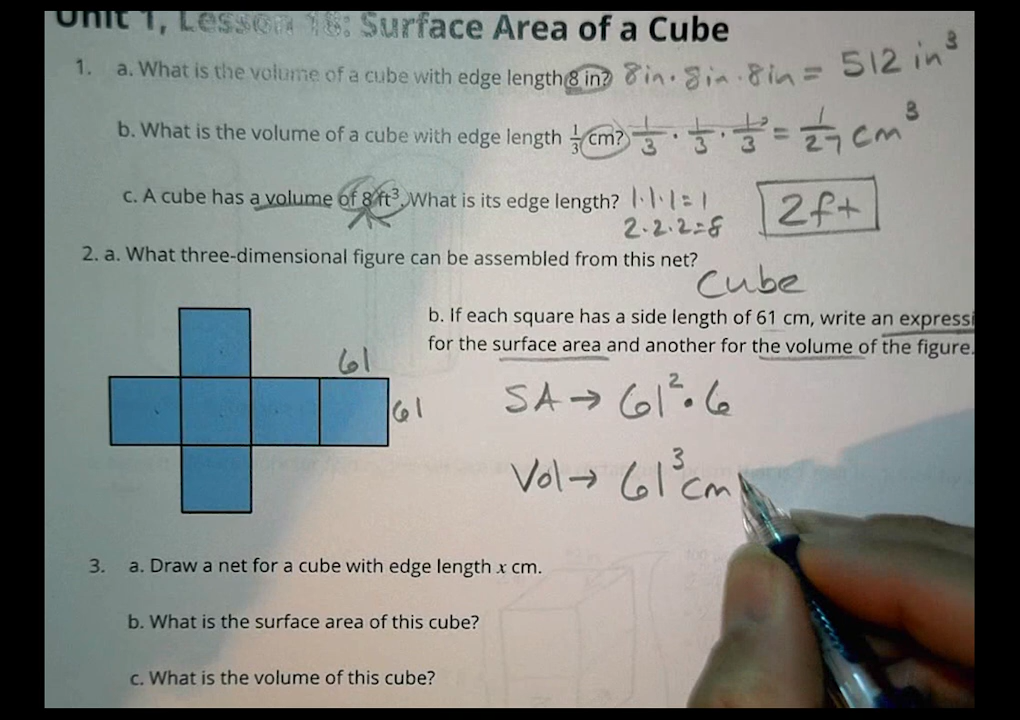 Unit 1, Lesson 18: Surface Area of a Cube
1. a. What is the volume of a cube with edge length 8 in? 8in · 8in · 8in = 512 in³
b. What is the volume of a cube with edge length 1/3 cm? 1/3 · 1/3 · 1/3 = 1/27 cm³
c. A cube has a volume of 8 ft³. What is its edge length? 1·1·1=1
2·2·2=8
2ft
2. a. What three-dimensional figure can be assembled from this net?
Cube
b. If each square has a side length of 61 cm, write an expressi
for the surface area and another for the volume of the figure.
61
61
SA → 61² · 6
Vol → 61³ cm
3. a. Draw a net for a cube with edge length x cm.
b. What is the surface area of this cube?
c. What is the volume of this cube?